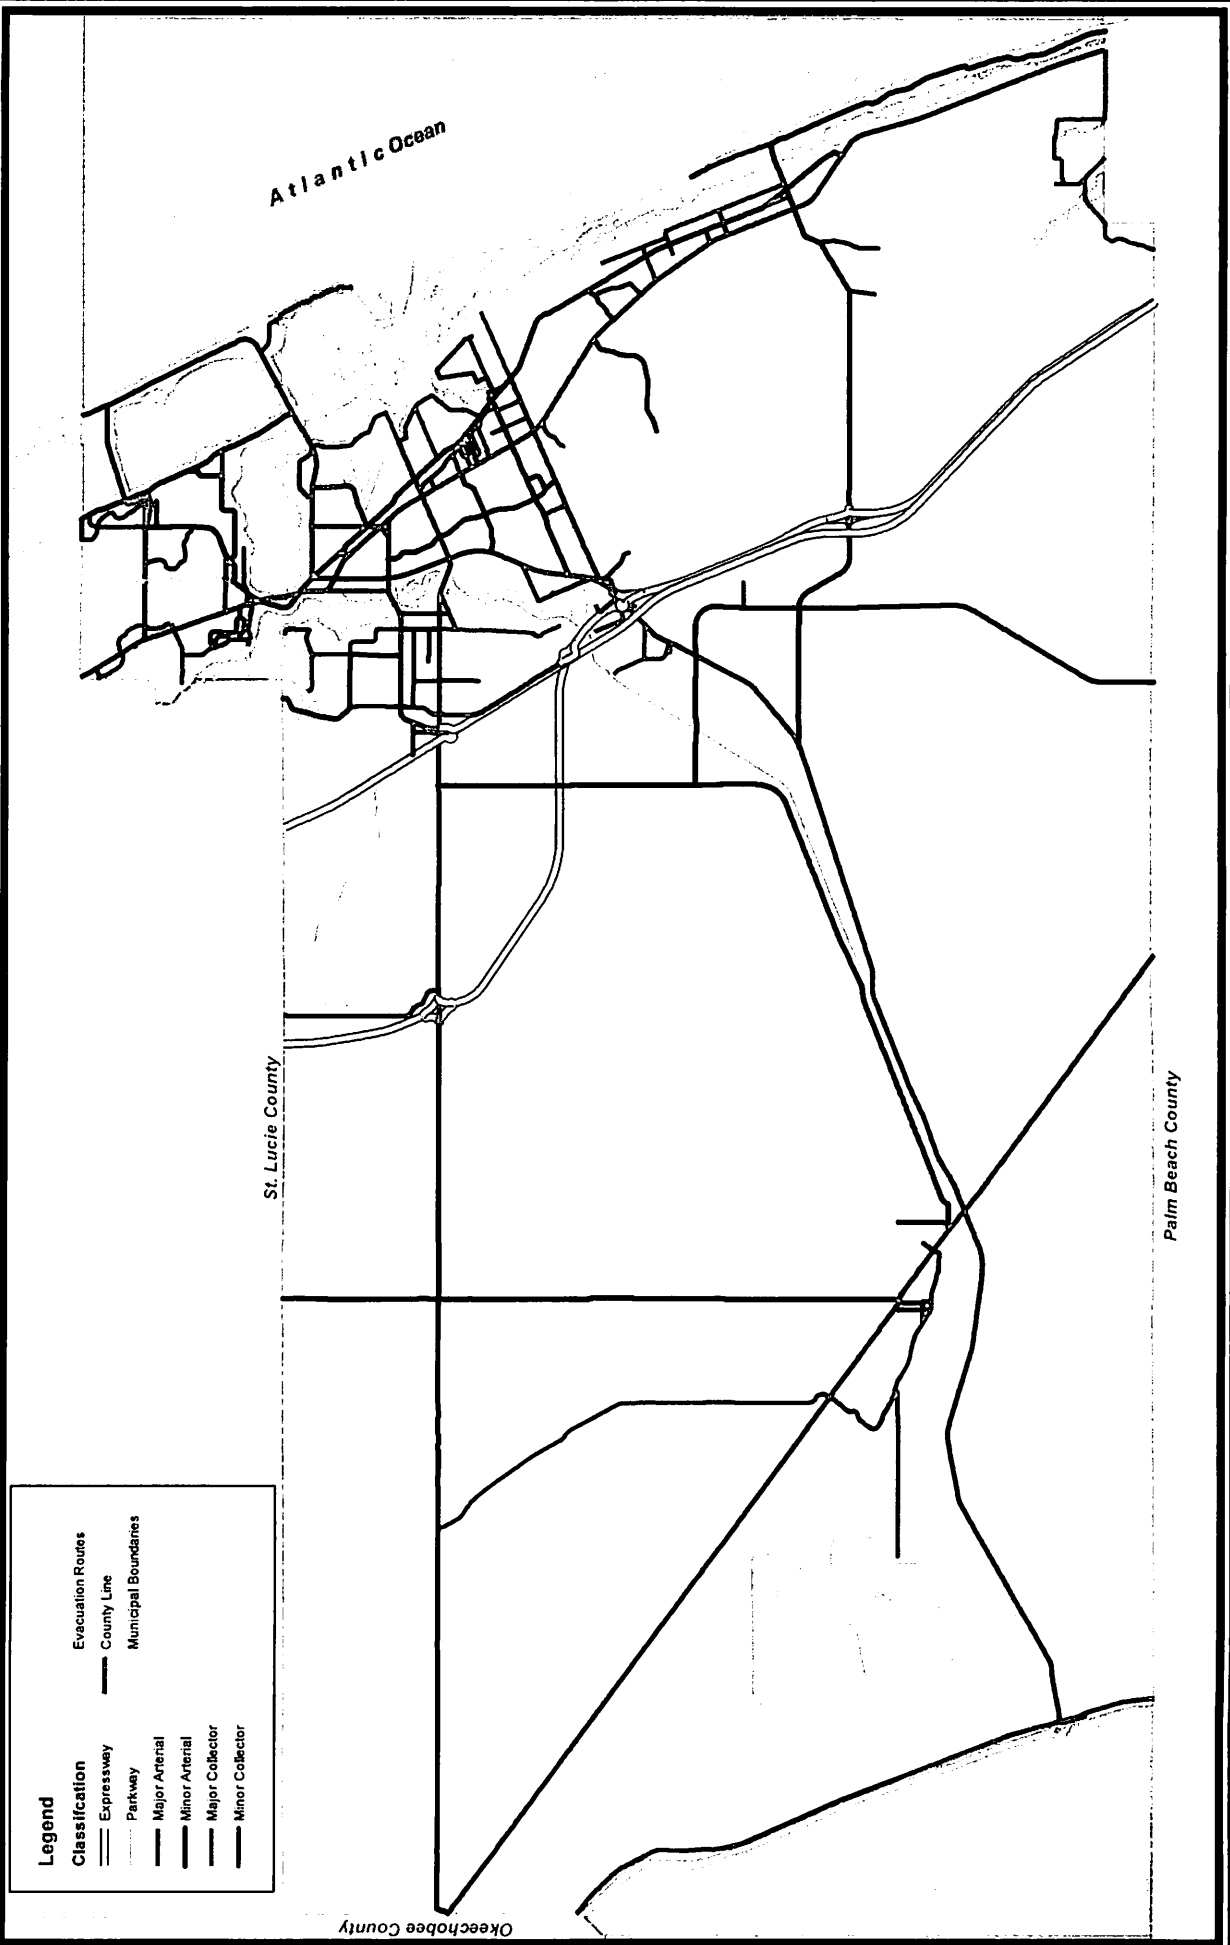 Atlantic Ocean
St. Lucie County
Palm Beach County
Okeechobee County
Legend
Classifcation
Expressway
Parkway
Major Arterial
Minor Arterial
Major Collector
Minor Collector
Evacuation Routes
County Line
Municipal Boundaries